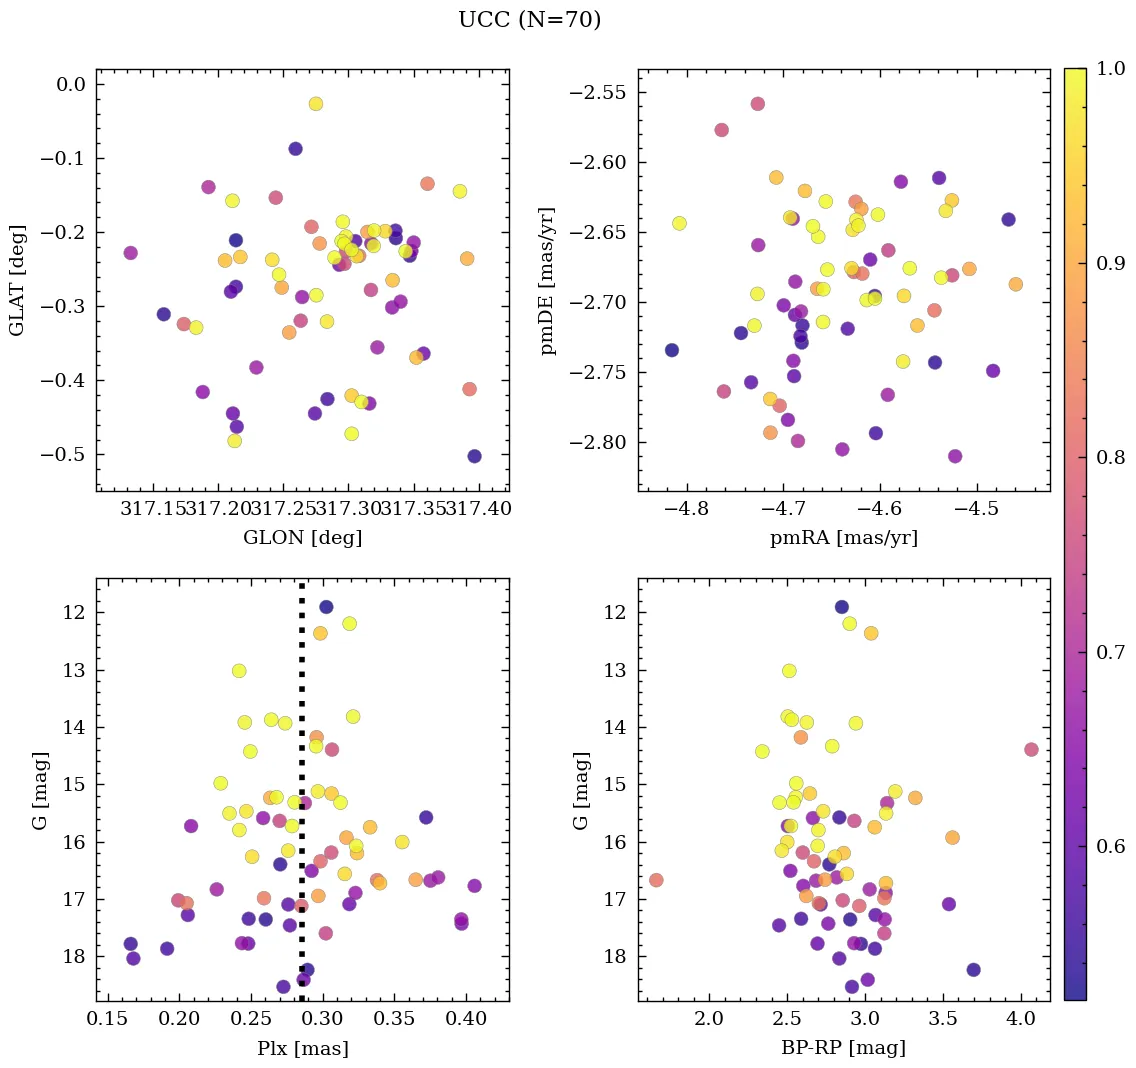 UCC (N=70)
0.0
−0.1
−0.2
−0.3
−0.4
−0.5
GLAT [deg]
317.15 317.20 317.25 317.30 317.35 317.40
GLON [deg]
−2.55
−2.60
−2.65
−2.70
−2.75
−2.80
pmDE [mas/yr]
−4.8 −4.7 −4.6 −4.5
pmRA [mas/yr]
1.0
0.9
0.8
0.7
0.6
12
13
14
15
16
17
18
G [mag]
0.15 0.20 0.25 0.30 0.35 0.40
Plx [mas]
12
13
14
15
16
17
18
G [mag]
2.0 2.5 3.0 3.5 4.0
BP-RP [mag]